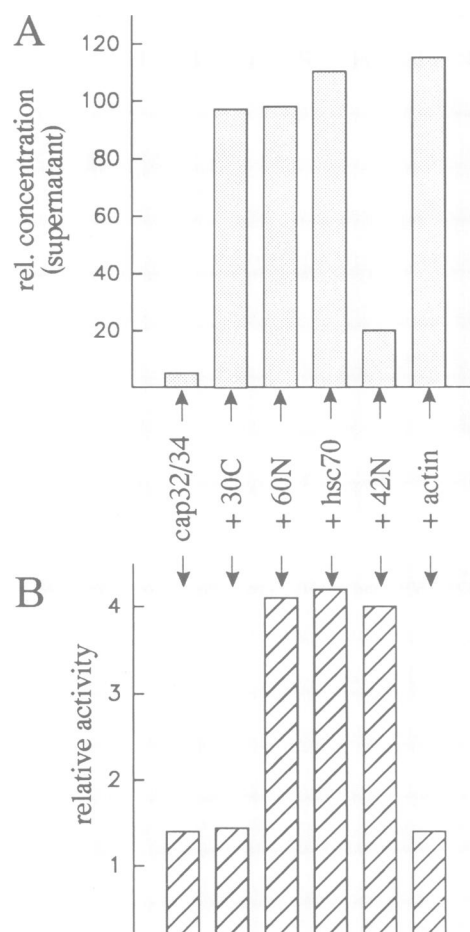 A
rel. concentration
(supernatant)
120
100
80
60
40
20
cap32/34
+ 30C
+ 60N
+ hsc70
+ 42N
+ actin
B
relative activity
4
3
2
1